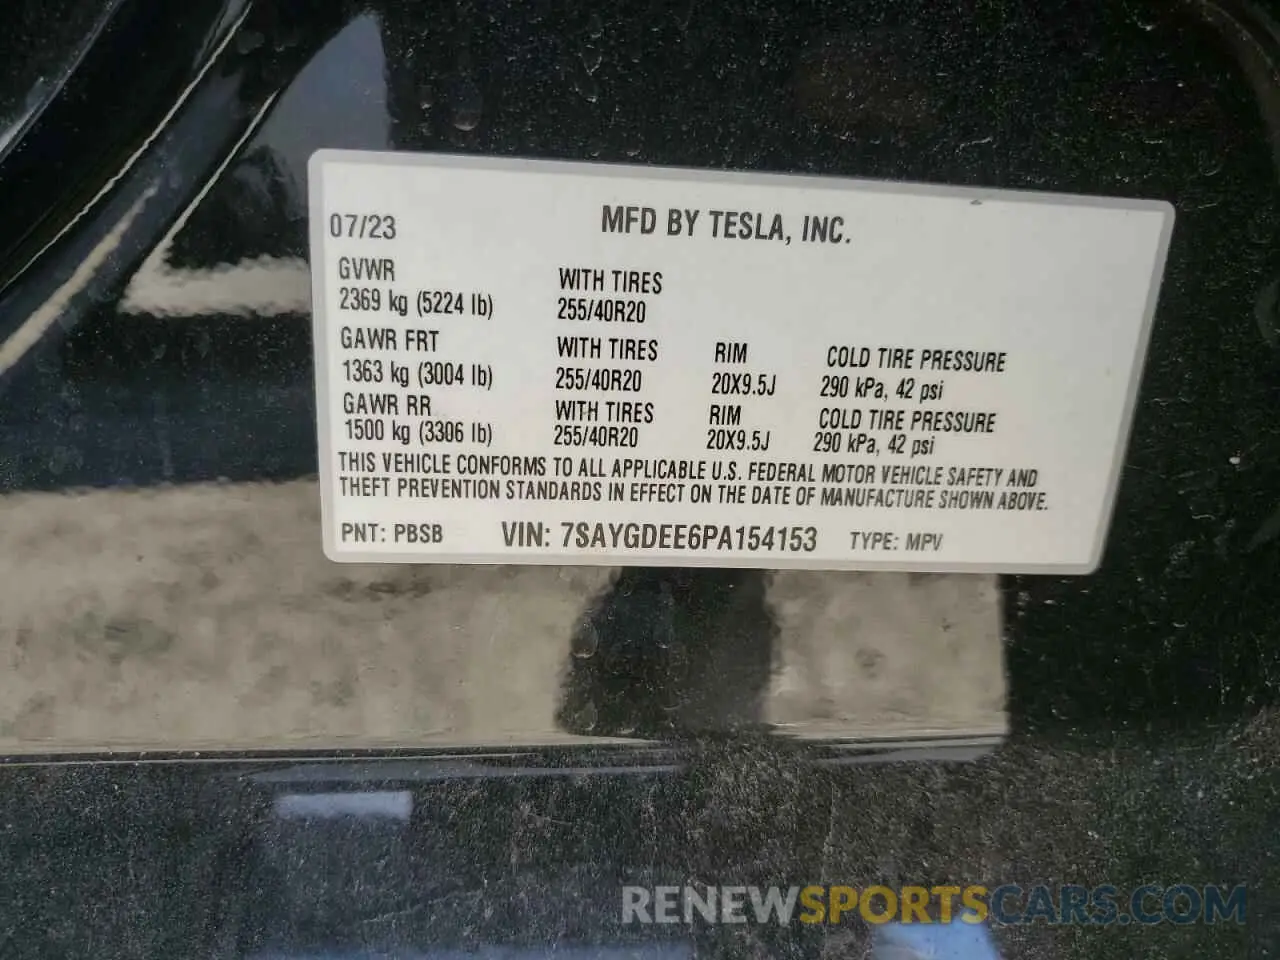 07/23 MFD BY TESLA, INC.
GVWR WITH TIRES
2369 kg (5224 lb) 255/40R20
GAWR FRT WITH TIRES RIM COLD TIRE PRESSURE
1363 kg (3004 lb) 255/40R20 20X9.5J 290 kPa, 42 psi
GAWR RR WITH TIRES RIM COLD TIRE PRESSURE
1500 kg (3306 lb) 255/40R20 20X9.5J 290 kPa, 42 psi
THIS VEHICLE CONFORMS TO ALL APPLICABLE U.S. FEDERAL MOTOR VEHICLE SAFETY AND
THEFT PREVENTION STANDARDS IN EFFECT ON THE DATE OF MANUFACTURE SHOWN ABOVE.
PNT: PBSB VIN: 7SAYGDEE6PA154153 TYPE: MPV
RENEWSPORTSCARS.COM